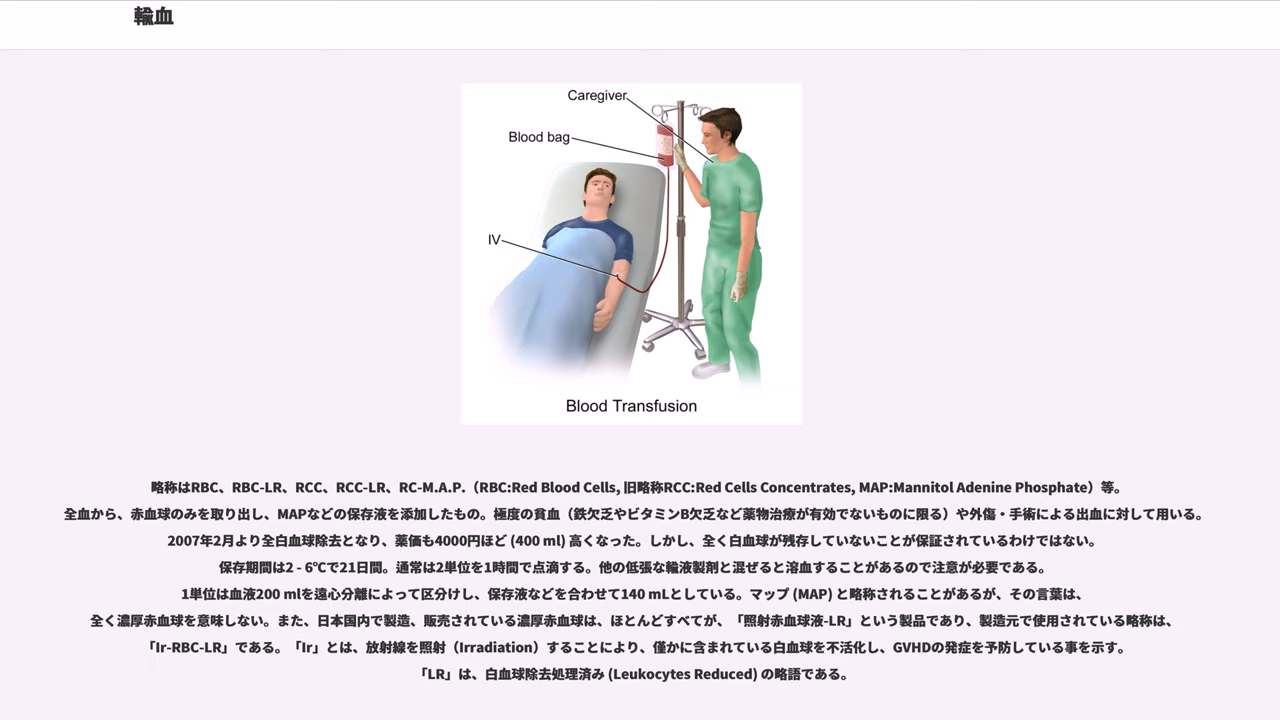 輸血
Caregiver
Blood bag
IV
Blood Transfusion
略称はRBC、RBC-LR、RCC、RCC-LR、RC-M.A.P.（RBC:Red Blood Cells, 旧略称RCC:Red Cells Concentrates, MAP:Mannitol Adenine Phosphate）等。
全血から、赤血球のみを取り出し、MAPなどの保存液を添加したもの。極度の貧血（鉄欠乏やビタミンB欠乏など薬物治療が有効でないものに限る）や外傷・手術による出血に対して用いる。
2007年2月より全白血球除去となり、薬価も4000円ほど (400 ml) 高くなった。しかし、全く白血球が残存していないことが保証されているわけではない。
保存期間は2 - 6℃で21日間。通常は2単位を1時間で点滴する。他の低張な輸液製剤と混ぜると溶血することがあるので注意が必要である。
1単位は血液200 mlを遠心分離によって区分けし、保存液などを合わせて140 mLとしている。マップ (MAP) と略称されることがあるが、その言葉は、
全く濃厚赤血球を意味しない。また、日本国内で製造、販売されている濃厚赤血球は、ほとんどすべてが、「照射赤血球液-LR」という製品であり、製造元で使用されている略称は、
「Ir-RBC-LR」である。「Ir」とは、放射線を照射（Irradiation）することにより、僅かに含まれている白血球を不活化し、GVHDの発症を予防している事を示す。
「LR」は、白血球除去処理済み (Leukocytes Reduced) の略語である。